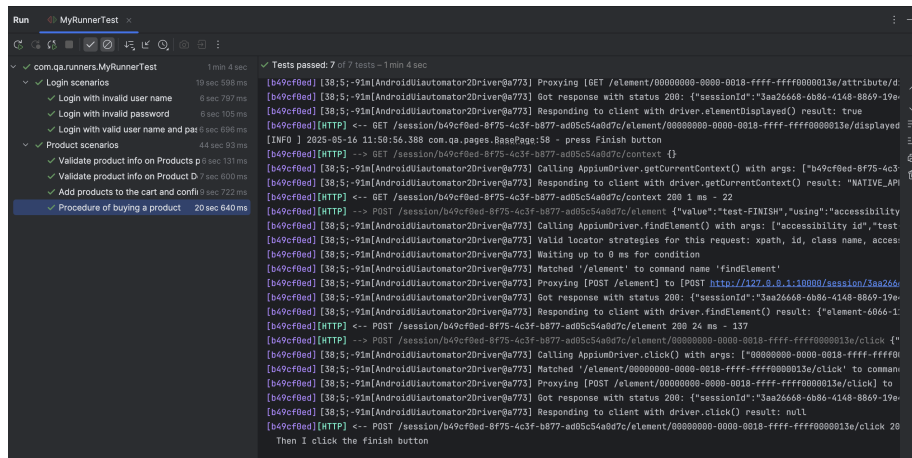 Run MyRunnerTest
com.qa.runners.MyRunnerTest 1 min 4 sec
Login scenarios 19 sec 598 ms
Login with invalid user name 6 sec 797 ms
Login with invalid password 6 sec 105 ms
Login with valid user name and pas 6 sec 696 ms
Product scenarios 44 sec 93 ms
Validate product info on Products p 6 sec 131 ms
Validate product info on Product D 7 sec 600 ms
Add products to the cart and confi 9 sec 722 ms
Procedure of buying a product 20 sec 640 ms
Tests passed: 7 of 7 tests – 1 min 4 sec
[b49cf0ed] [38;5;-91m[AndroidUiautomator2Driver@a773] Proxying [GET /element/00000000-0000-0018-ffff-ffff0000013e/attribute/d
[b49cf0ed] [38;5;-91m[AndroidUiautomator2Driver@a773] Got response with status 200: {"sessionId":"3aa26668-6b86-4148-8869-19e
[b49cf0ed] [38;5;-91m[AndroidUiautomator2Driver@a773] Responding to client with driver.elementDisplayed() result: true
[b49cf0ed][HTTP] <-- GET /session/b49cf0ed-8f75-4c3f-b877-ad05c54a0d7c/element/00000000-0000-0018-ffff-ffff0000013e/displayed
[INFO ] 2025-05-16 11:50:56.388 com.qa.pages.BasePage:58 - press Finish button
[b49cf0ed][HTTP] --> GET /session/b49cf0ed-8f75-4c3f-b877-ad05c54a0d7c/context {}
[b49cf0ed] [38;5;-91m[AndroidUiautomator2Driver@a773] Calling AppiumDriver.getCurrentContext() with args: ["b49cf0ed-8f75-4c3
[b49cf0ed] [38;5;-91m[AndroidUiautomator2Driver@a773] Responding to client with driver.getCurrentContext() result: "NATIVE_AP
[b49cf0ed][HTTP] <-- GET /session/b49cf0ed-8f75-4c3f-b877-ad05c54a0d7c/context 200 1 ms - 22
[b49cf0ed][HTTP] --> POST /session/b49cf0ed-8f75-4c3f-b877-ad05c54a0d7c/element {"value":"test-FINISH","using":"accessibility
[b49cf0ed] [38;5;-91m[AndroidUiautomator2Driver@a773] Calling AppiumDriver.findElement() with args: ["accessibility id","test
[b49cf0ed] [38;5;-91m[AndroidUiautomator2Driver@a773] Valid locator strategies for this request: xpath, id, class name, acces
[b49cf0ed] [38;5;-91m[AndroidUiautomator2Driver@a773] Waiting up to 0 ms for condition
[b49cf0ed] [38;5;-91m[AndroidUiautomator2Driver@a773] Matched '/element' to command name 'findElement'
[b49cf0ed] [38;5;-91m[AndroidUiautomator2Driver@a773] Proxying [POST /element] to [POST http://127.0.0.1:10000/session/3aa266
[b49cf0ed] [38;5;-91m[AndroidUiautomator2Driver@a773] Got response with status 200: {"sessionId":"3aa26668-6b86-4148-8869-19e
[b49cf0ed] [38;5;-91m[AndroidUiautomator2Driver@a773] Responding to client with driver.findElement() result: {"element-6066-1
[b49cf0ed][HTTP] <-- POST /session/b49cf0ed-8f75-4c3f-b877-ad05c54a0d7c/element 200 24 ms - 137
[b49cf0ed][HTTP] --> POST /session/b49cf0ed-8f75-4c3f-b877-ad05c54a0d7c/element/00000000-0000-0018-ffff-ffff0000013e/click {"
[b49cf0ed] [38;5;-91m[AndroidUiautomator2Driver@a773] Calling AppiumDriver.click() with args: ["00000000-0000-0018-ffff-ffff0
[b49cf0ed] [38;5;-91m[AndroidUiautomator2Driver@a773] Matched '/element/00000000-0000-0018-ffff-ffff0000013e/click' to comman
[b49cf0ed] [38;5;-91m[AndroidUiautomator2Driver@a773] Proxying [POST /element/00000000-0000-0018-ffff-ffff0000013e/click] to
[b49cf0ed] [38;5;-91m[AndroidUiautomator2Driver@a773] Got response with status 200: {"sessionId":"3aa26668-6b86-4148-8869-19e
[b49cf0ed] [38;5;-91m[AndroidUiautomator2Driver@a773] Responding to client with driver.click() result: null
[b49cf0ed][HTTP] <-- POST /session/b49cf0ed-8f75-4c3f-b877-ad05c54a0d7c/element/00000000-0000-0018-ffff-ffff0000013e/click 20
Then I click the finish button